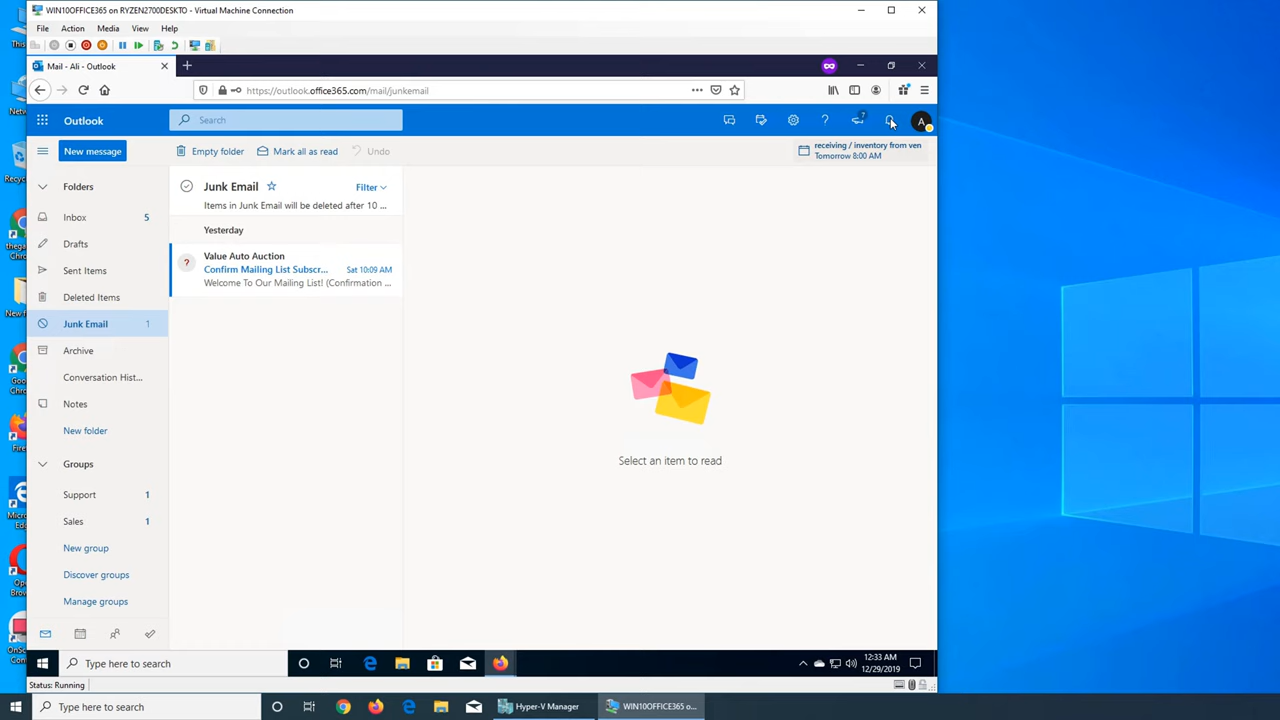 WIN10OFFICE365 on RYZEN2700DESKTO - Virtual Machine Connection
File Action Media View Help
Mail - Ali - Outlook
https://outlook.office365.com/mail/junkemail
Outlook
Search
?
7
A
New message
Empty folder
Mark all as read
Undo
receiving / inventory from ven
Tomorrow 8:00 AM
Folders
Inbox 5
Drafts
Sent Items
Deleted Items
Junk Email 1
Archive
Conversation Hist...
Notes
New folder
Groups
Support 1
Sales 1
New group
Discover groups
Manage groups
Junk Email
Filter
Items in Junk Email will be deleted after 10 ...
Yesterday
?
Value Auto Auction
Confirm Mailing List Subscr... Sat 10:09 AM
Welcome To Our Mailing List! (Confirmation ...
Select an item to read
Type here to search
12:33 AM
12/29/2019
Status: Running
Type here to search
Hyper-V Manager
WIN10OFFICE365 o...